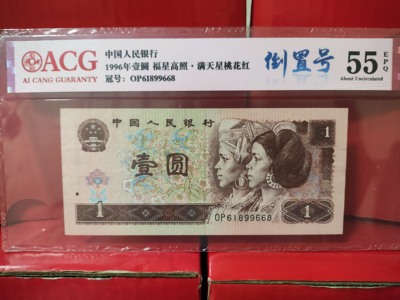 ACG
AI CANG GUARANTY
中国人民银行
1996年壹圆 福星高照·满天星桃花红
冠号: OP61899668
倒置号
55 EPQ
About Uncirculated
中国人民银行
1
壹圆
OP61899668
1
1